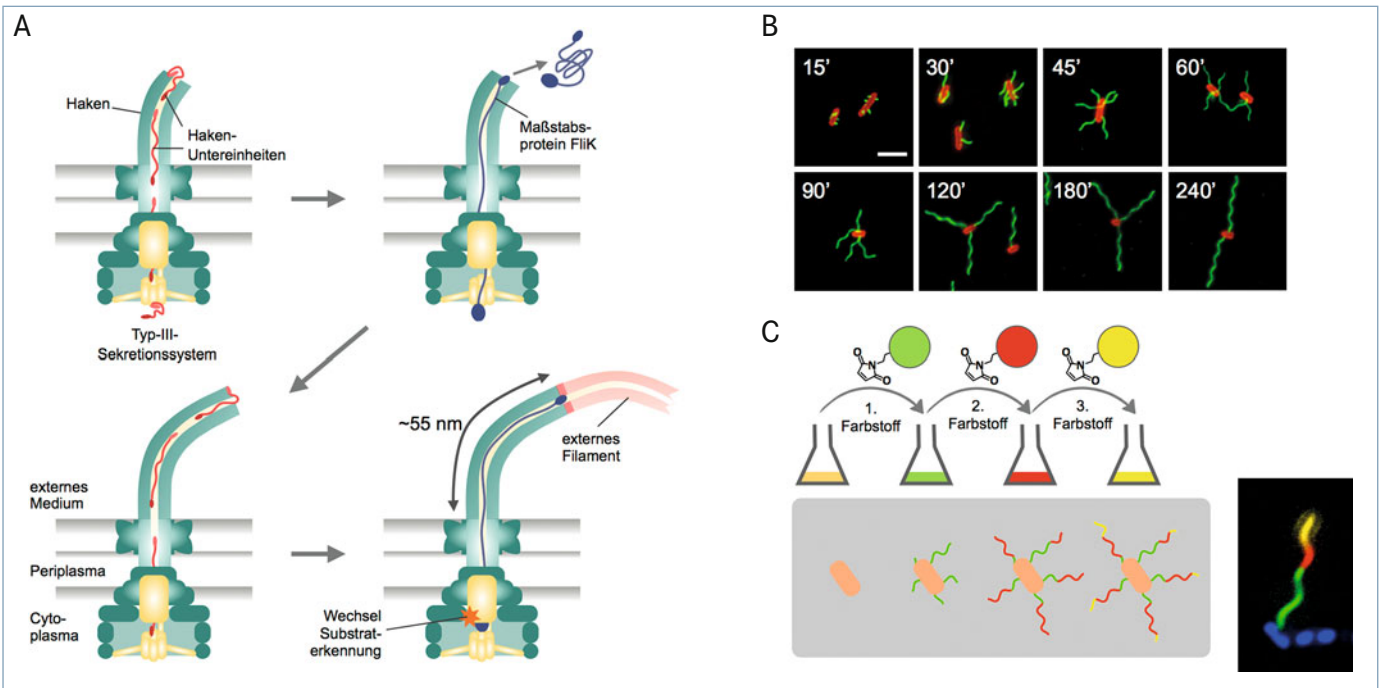 A
Haken
Haken-
Untereinheiten
Maßstabs-
protein FliK
Typ-III-
Sekretionssystem
~55 nm
externes
Filament
externes
Medium
Periplasma
Cyto-
plasma
Wechsel
Substrat-
erkennung
B
15’
30’
45’
60’
90’
120’
180’
240’
C
O
N
O
O
N
O
O
N
O
1.
Farbstoff
2.
Farbstoff
3.
Farbstoff